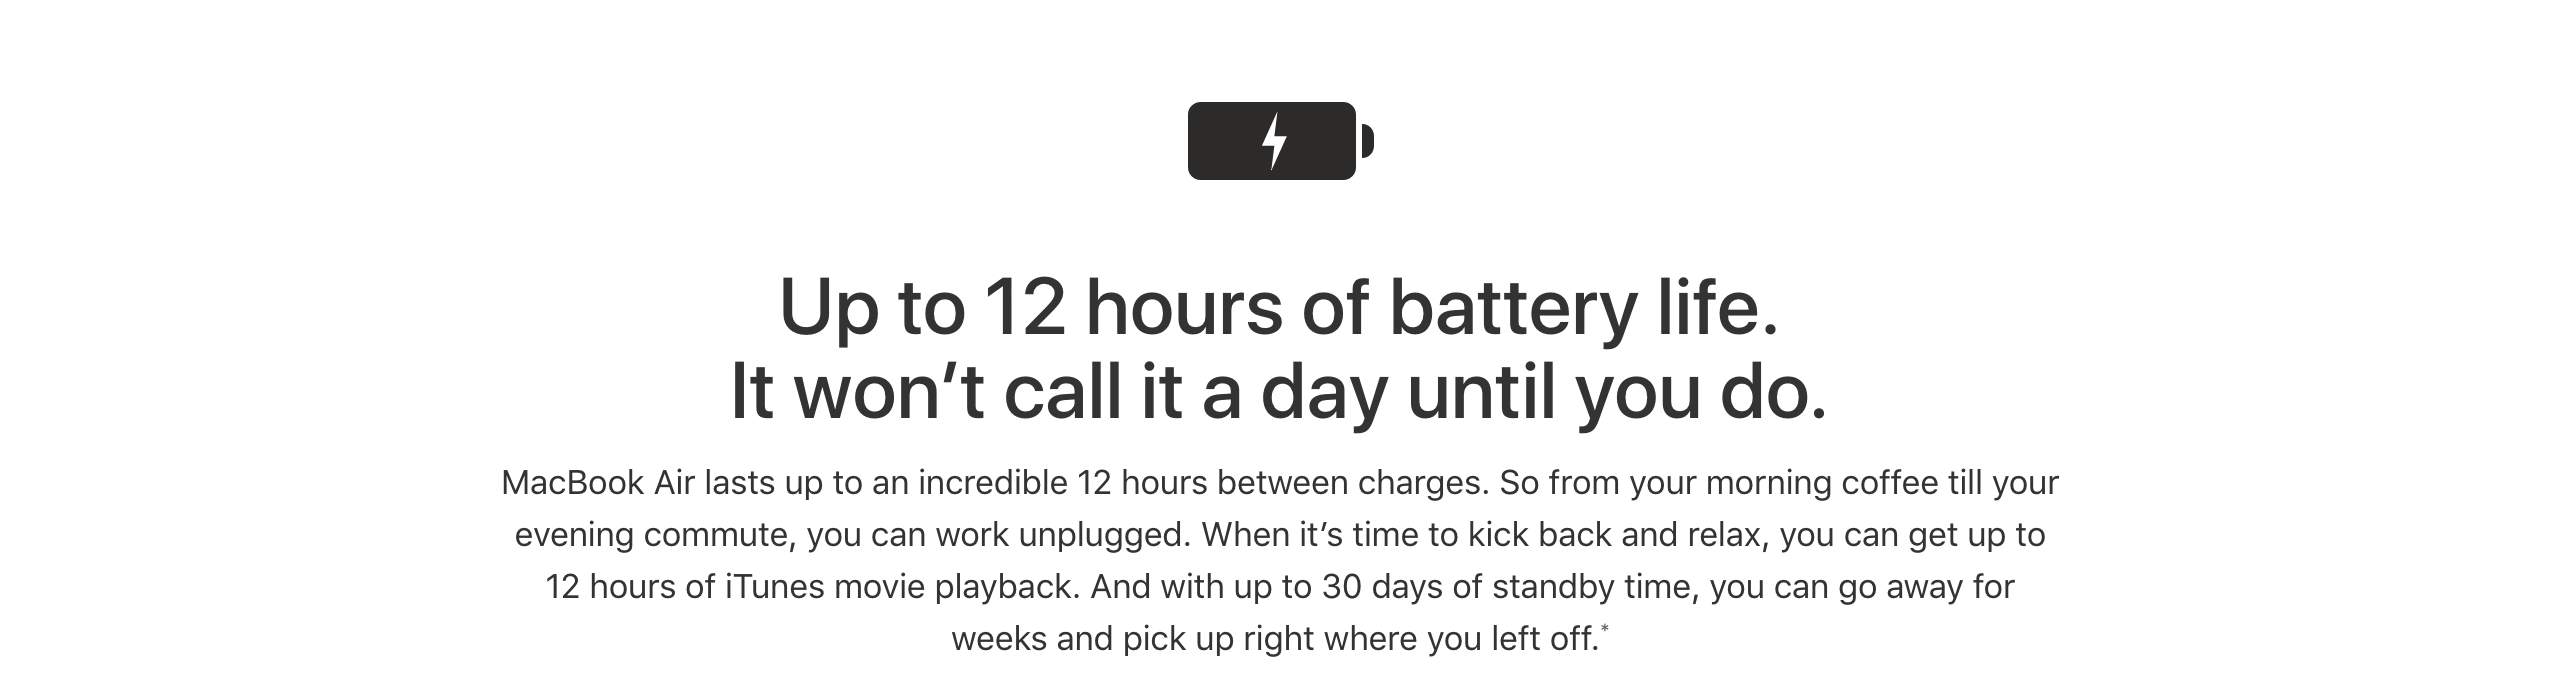 Up to 12 hours of battery life.
It won’t call it a day until you do.
MacBook Air lasts up to an incredible 12 hours between charges. So from your morning coffee till your
evening commute, you can work unplugged. When it’s time to kick back and relax, you can get up to
12 hours of iTunes movie playback. And with up to 30 days of standby time, you can go away for
weeks and pick up right where you left off.*